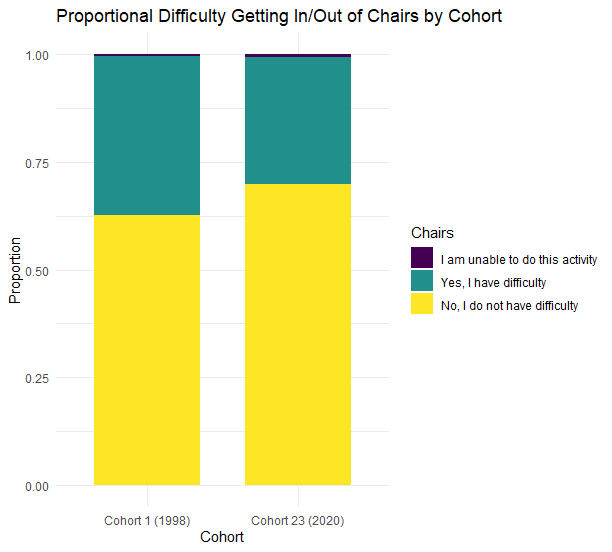 Proportional Difficulty Getting In/Out of Chairs by Cohort
Proportion
1.00
0.75
0.50
0.25
0.00
Cohort 1 (1998)
Cohort 23 (2020)
Cohort
Chairs
I am unable to do this activity
Yes, I have difficulty
No, I do not have difficulty